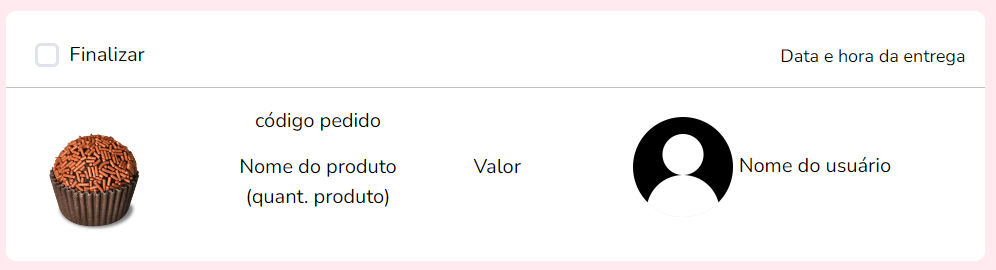 Finalizar
Data e hora da entrega
código pedido
Nome do produto
(quant. produto)
Valor
Nome do usuário